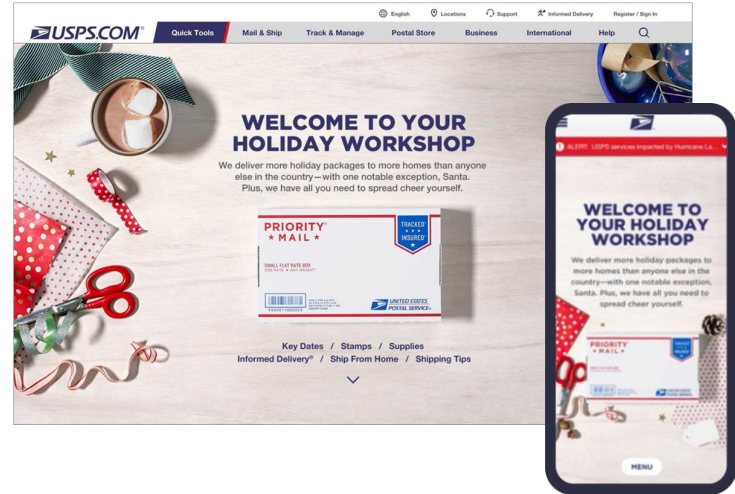 English Locations Support Informed Delivery Register / Sign In
USPS.COM®
Quick Tools Mail & Ship Track & Manage Postal Store Business International Help
WELCOME TO YOUR
HOLIDAY WORKSHOP
We deliver more holiday packages to more homes than anyone
else in the country—with one notable exception, Santa.
Plus, we have all you need to spread cheer yourself.
PRIORITY®
★ MAIL ★
TRACKED®
INSURED®
SMALL FLAT RATE BOX
ONE RATE ★ ANY WEIGHT
UNITED STATES
POSTAL SERVICE®
Key Dates / Stamps / Supplies
Informed Delivery® / Ship From Home / Shipping Tips
ALERT: USPS services impacted by Hurricane La...
WELCOME TO
YOUR HOLIDAY
WORKSHOP
We deliver more holiday packages to
more homes than anyone else in the
country—with one notable exception,
Santa. Plus, we have all you need to
spread cheer yourself.
PRIORITY®
★ MAIL ★
TRACKED
INSURED
MENU